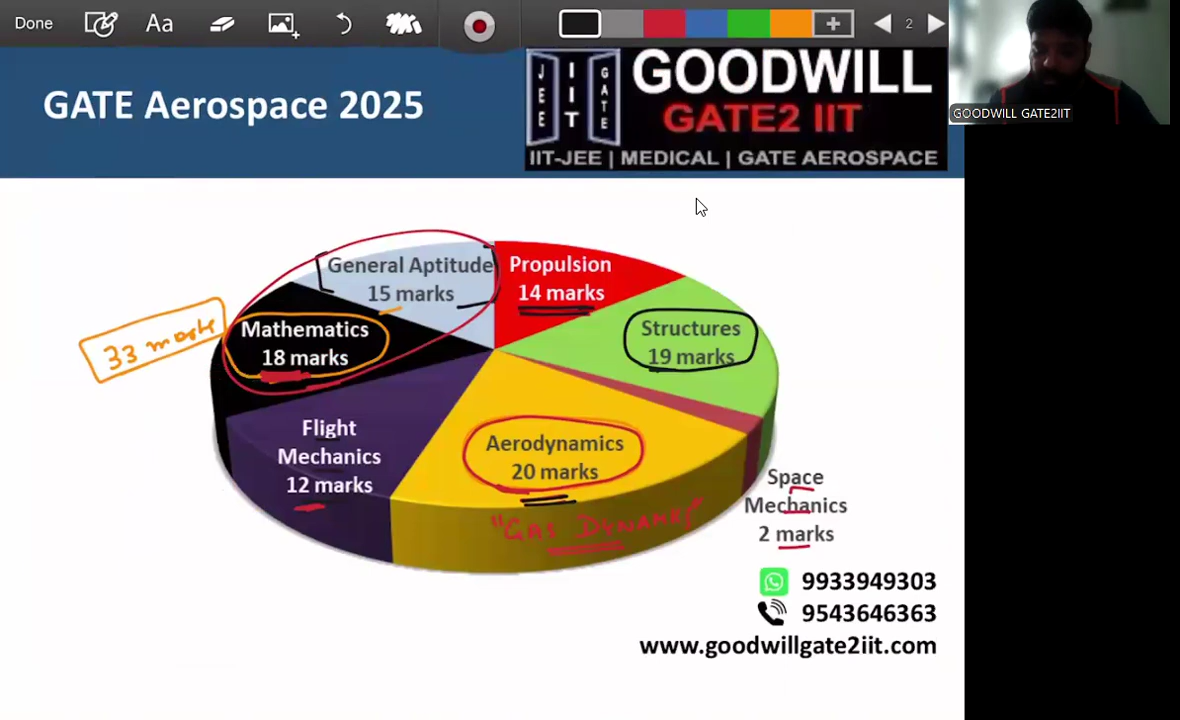 Done
Aa
2
GATE Aerospace 2025
JEE
IIT
GATE
GOODWILL
GATE2 IIT
IIT-JEE | MEDICAL | GATE AEROSPACE
GOODWILL GATE2IIT
General Aptitude
15 marks
Propulsion
14 marks
Mathematics
18 marks
33 marks
Structures
19 marks
Flight
Mechanics
12 marks
Aerodynamics
20 marks
Space
Mechanics
2 marks
9933949303
9543646363
www.goodwillgate2iit.com